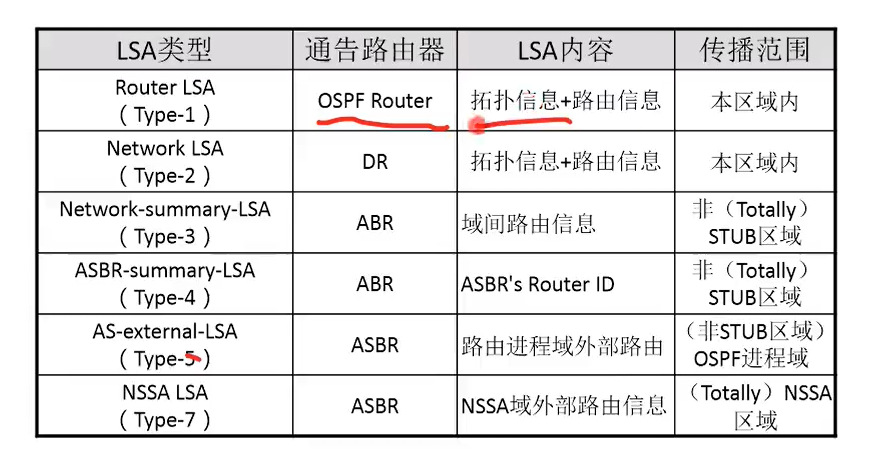 LSA类型 通告路由器 LSA内容 传播范围
Router LSA
( Type-1 )
OSPF Router
拓扑信息+路由信息
本区域内
Network LSA
( Type-2 )
DR
拓扑信息+路由信息
本区域内
Network-summary-LSA
( Type-3 )
ABR
域间路由信息
非（Totally）
STUB区域
ASBR-summary-LSA
( Type-4 )
ABR
ASBR's Router ID
非（Totally）
STUB区域
AS-external-LSA
( Type-5 )
ASBR
路由进程域外部路由
（非STUB区域）
OSPF进程域
NSSA LSA
( Type-7 )
ASBR
NSSA域外部路由信息
（Totally）NSSA
区域